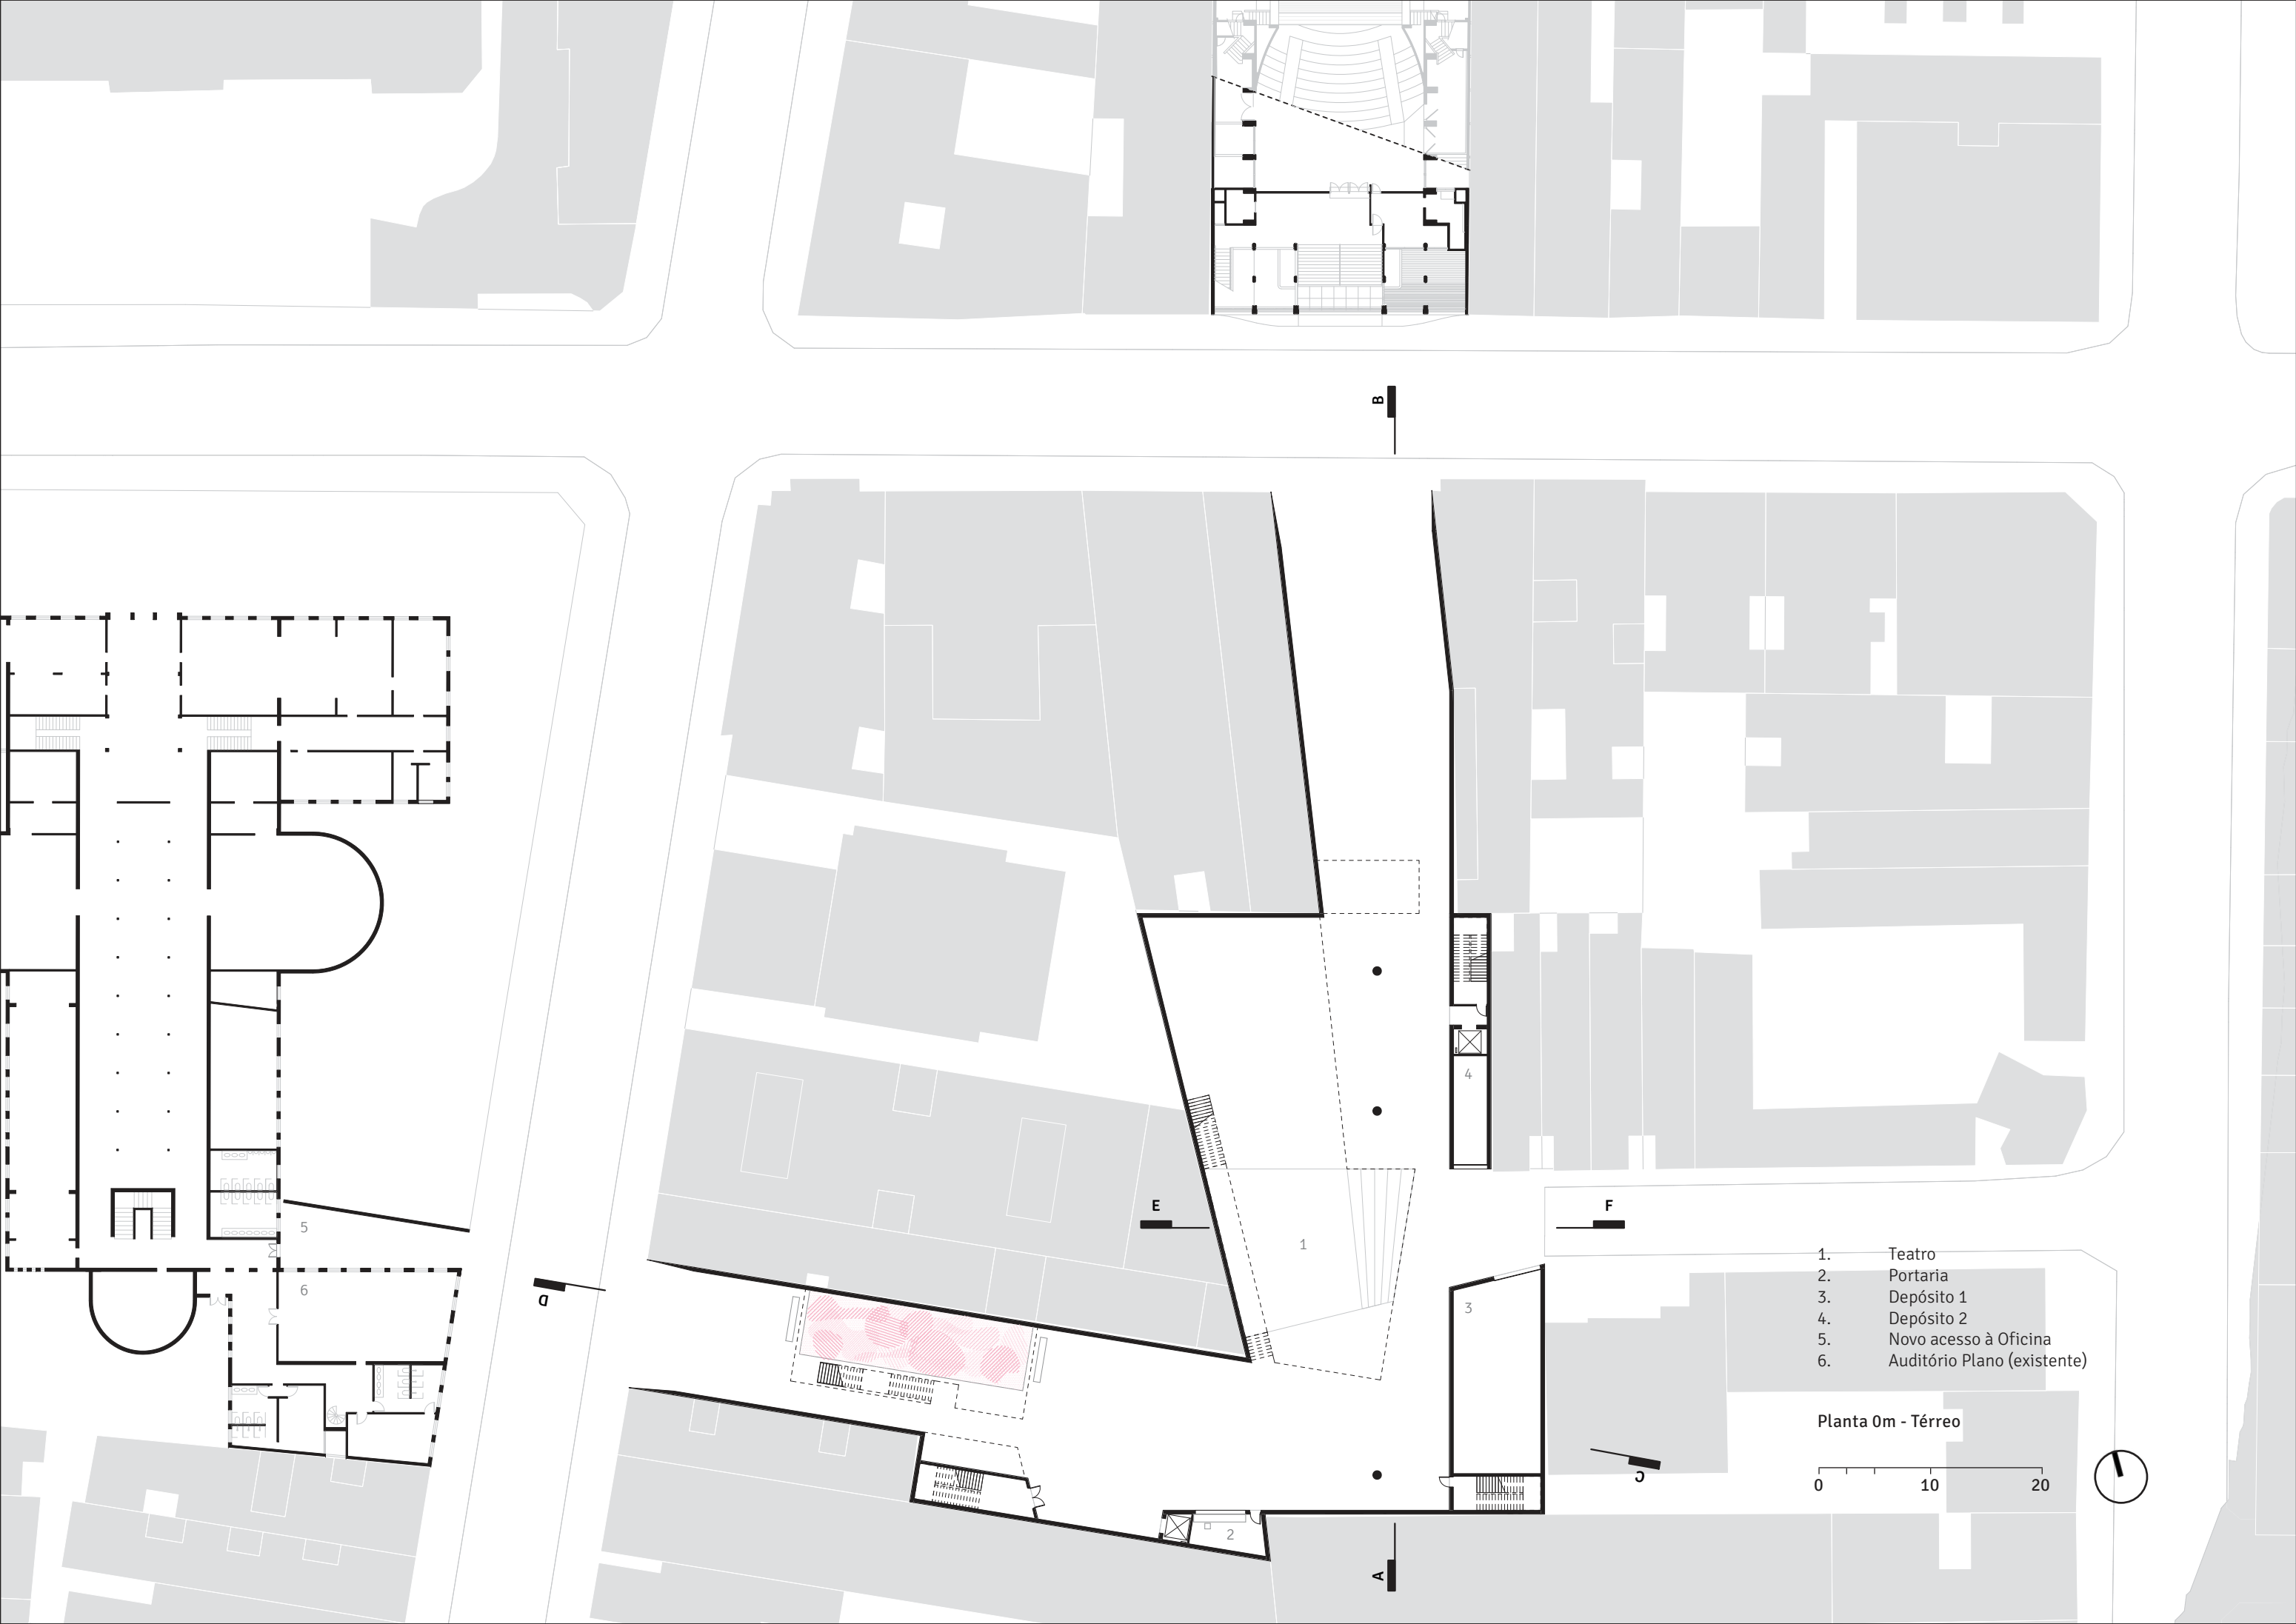 B
4
5
E
F
1
6
D
3
1. Teatro
2. Portaria
3. Depósito 1
4. Depósito 2
5. Novo acesso à Oficina
6. Auditório Plano (existente)
Planta 0m - Térreo
0 10 20
C
2
A